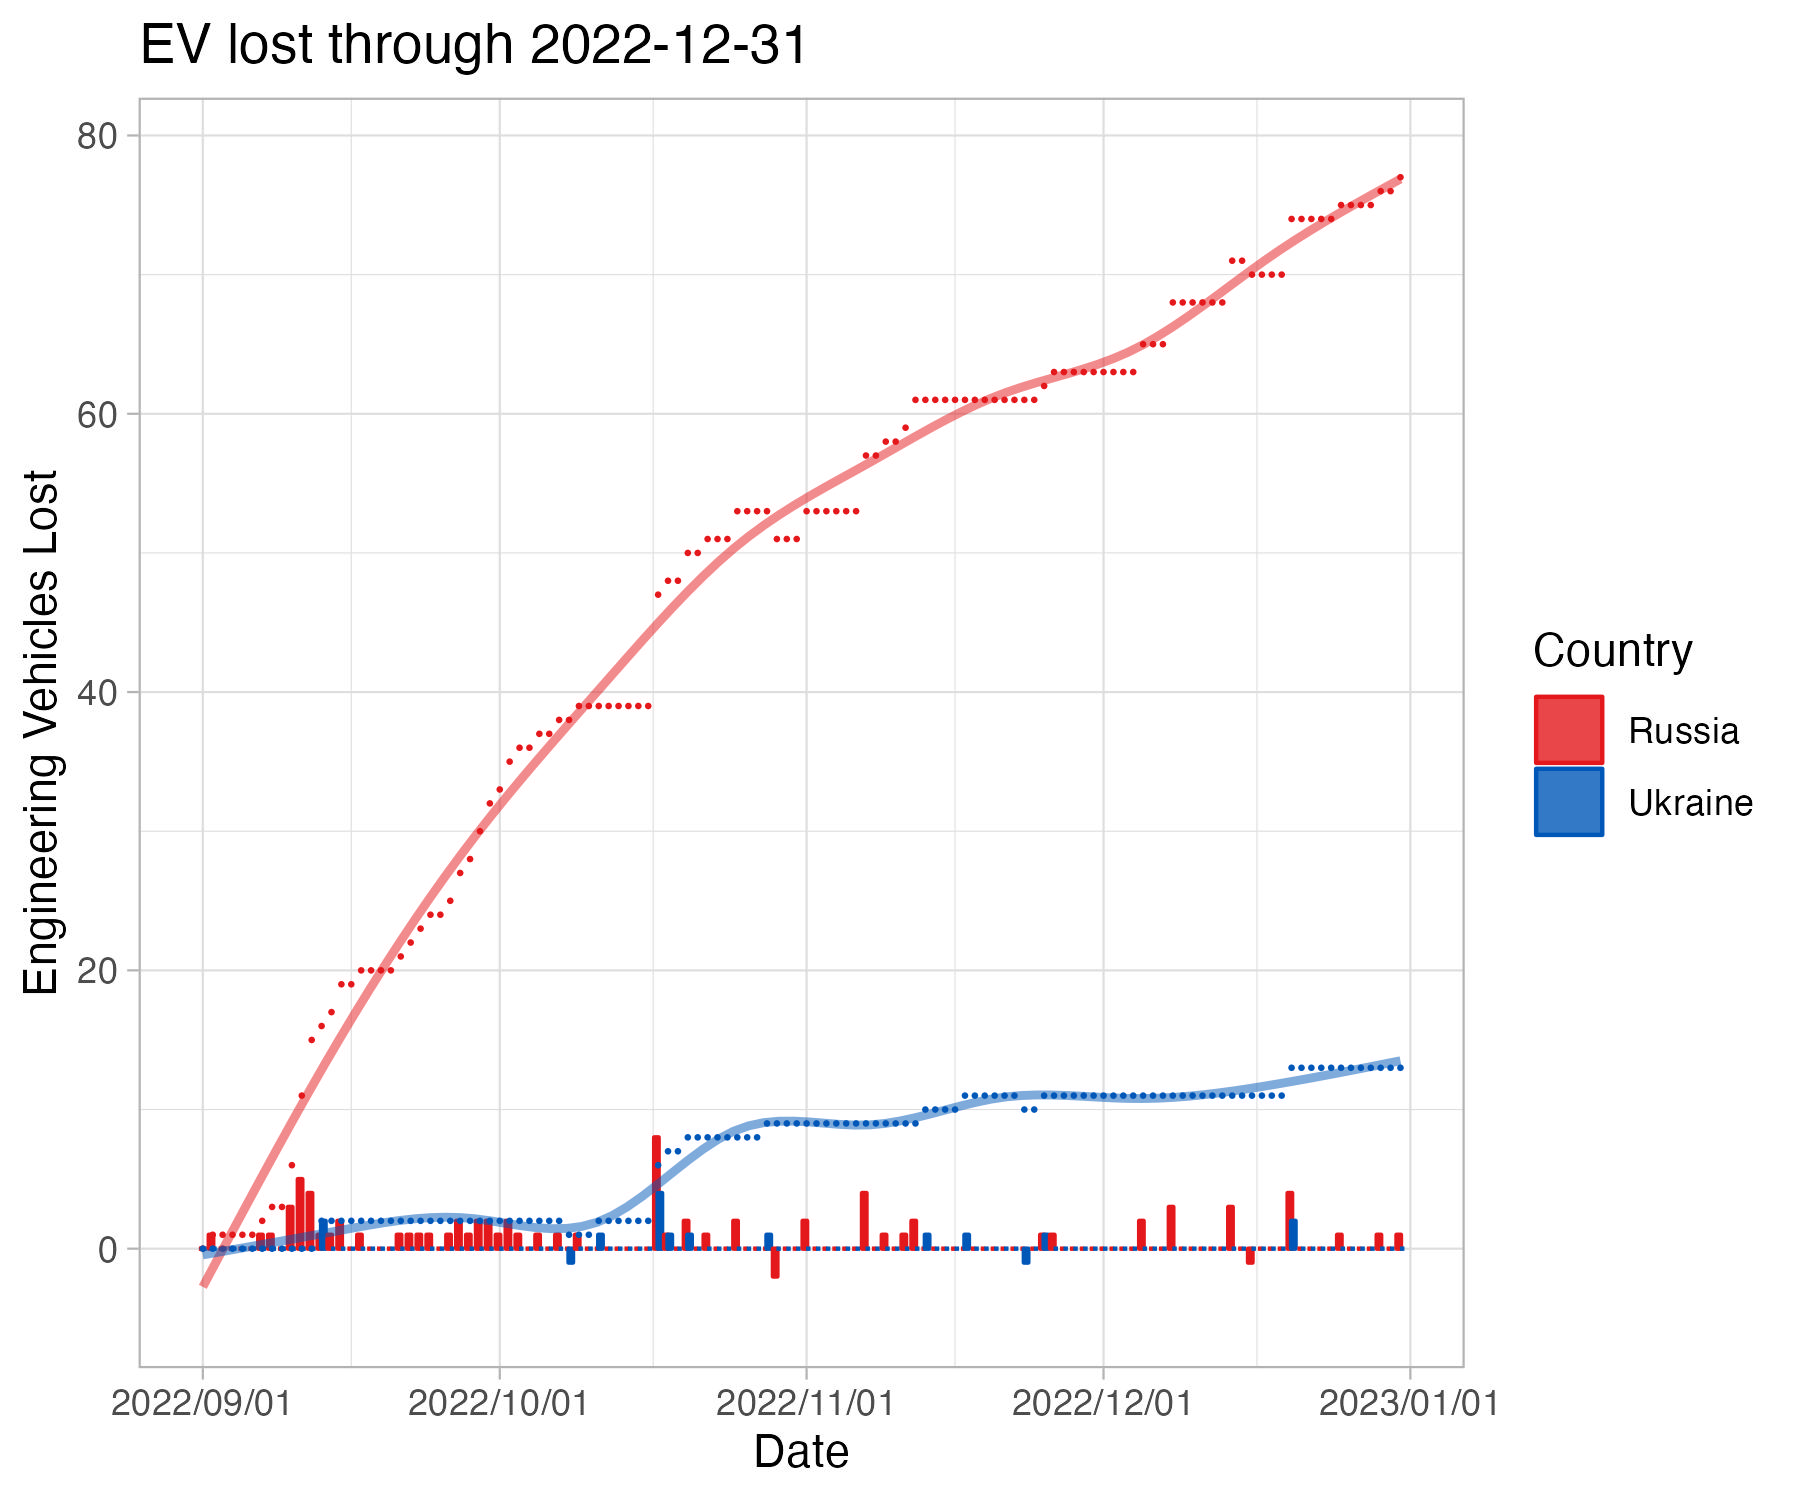 EV lost through 2022-12-31
Engineering Vehicles Lost
80
60
40
20
0
2022/09/01
2022/10/01
2022/11/01
2022/12/01
2023/01/01
Date
Country
Russia
Ukraine